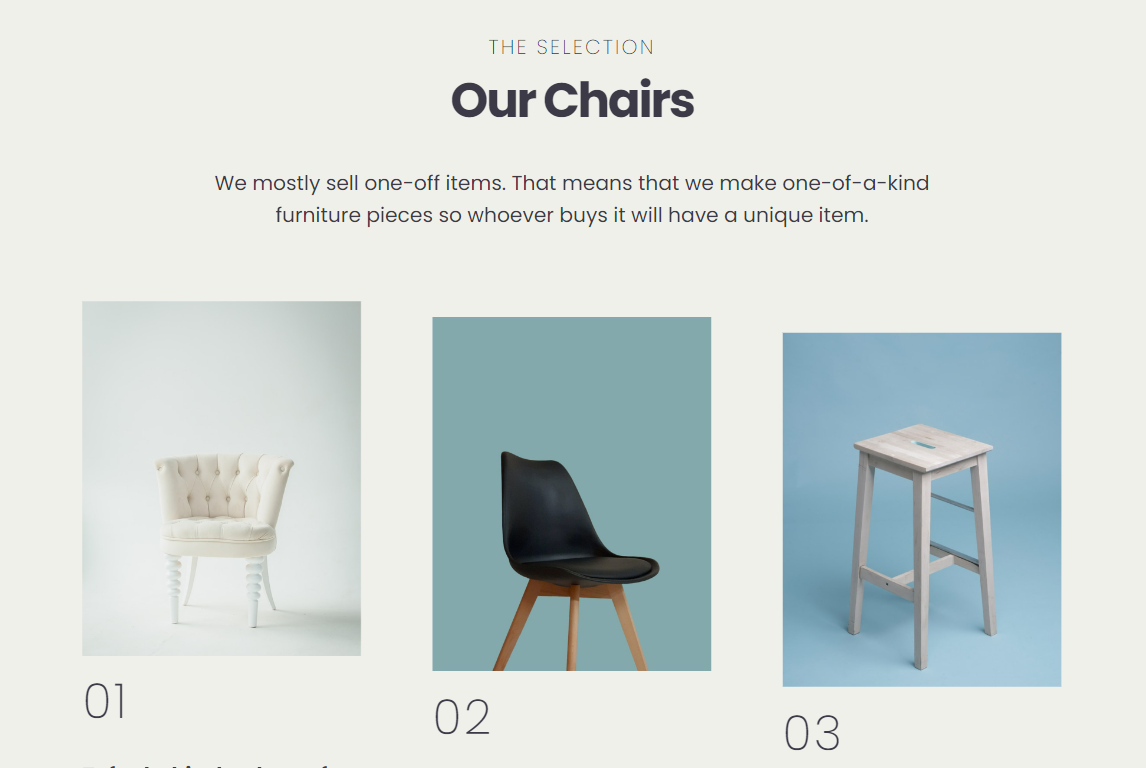 THE SELECTION
Our Chairs
We mostly sell one-off items. That means that we make one-of-a-kind
furniture pieces so whoever buys it will have a unique item.
01
02
03